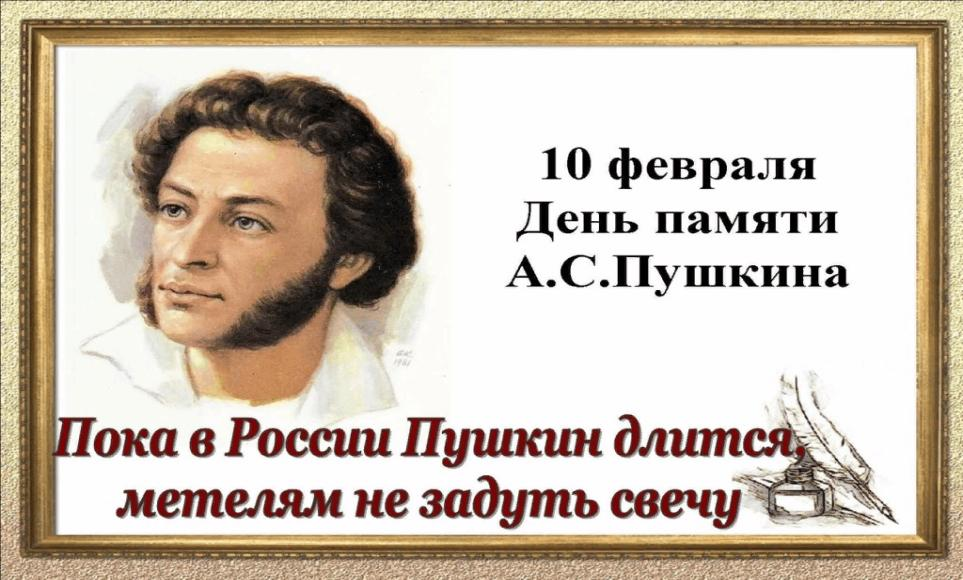 10 февраля
День памяти
А.С.Пушкина
Пока в России Пушкин длится,
метелям не задуть свечу